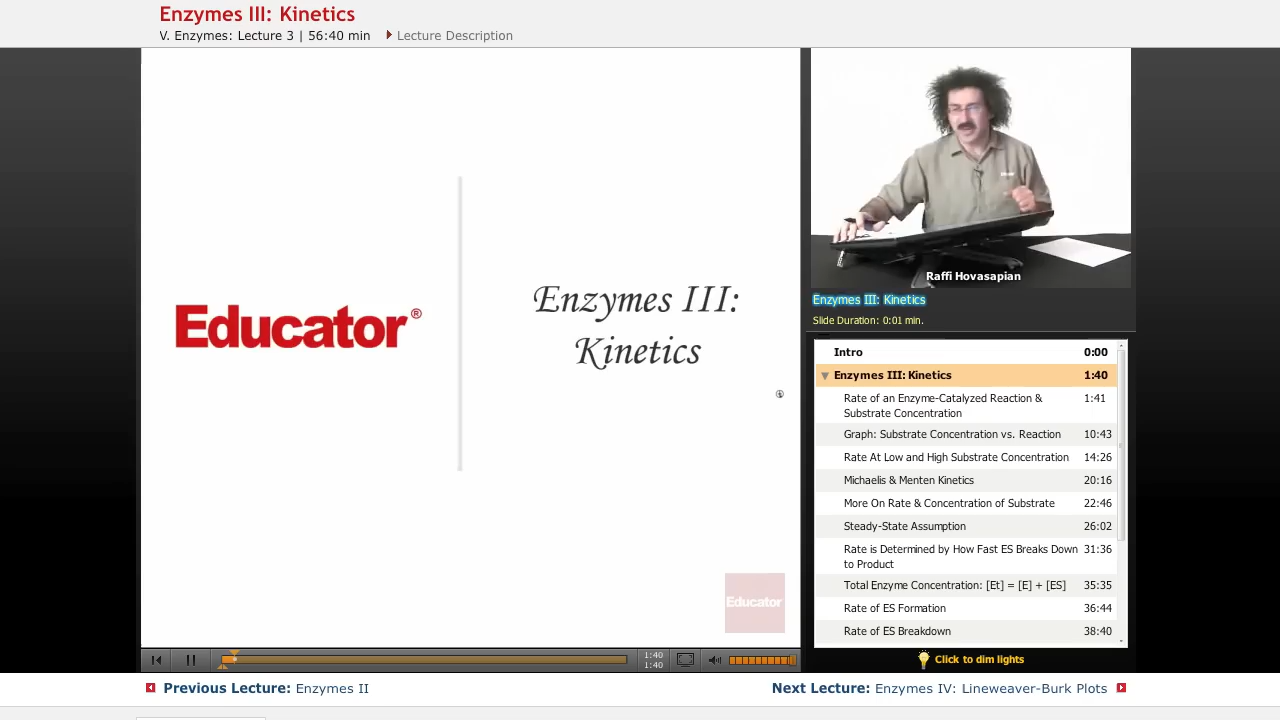 Enzymes III: Kinetics
V. Enzymes: Lecture 3 | 56:40 min Lecture Description
Educator®
Enzymes III:
Kinetics
Educator
Raffi Hovasapian
Enzymes III: Kinetics
Slide Duration: 0:01 min.
Intro 0:00
Enzymes III: Kinetics 1:40
Rate of an Enzyme-Catalyzed Reaction & 1:41
Substrate Concentration
Graph: Substrate Concentration vs. Reaction 10:43
Rate At Low and High Substrate Concentration 14:26
Michaelis & Menten Kinetics 20:16
More On Rate & Concentration of Substrate 22:46
Steady-State Assumption 26:02
Rate is Determined by How Fast ES Breaks Down 31:36
to Product
Total Enzyme Concentration: [Et] = [E] + [ES] 35:35
Rate of ES Formation 36:44
Rate of ES Breakdown 38:40
1:40
1:40
Click to dim lights
Previous Lecture: Enzymes II
Next Lecture: Enzymes IV: Lineweaver-Burk Plots